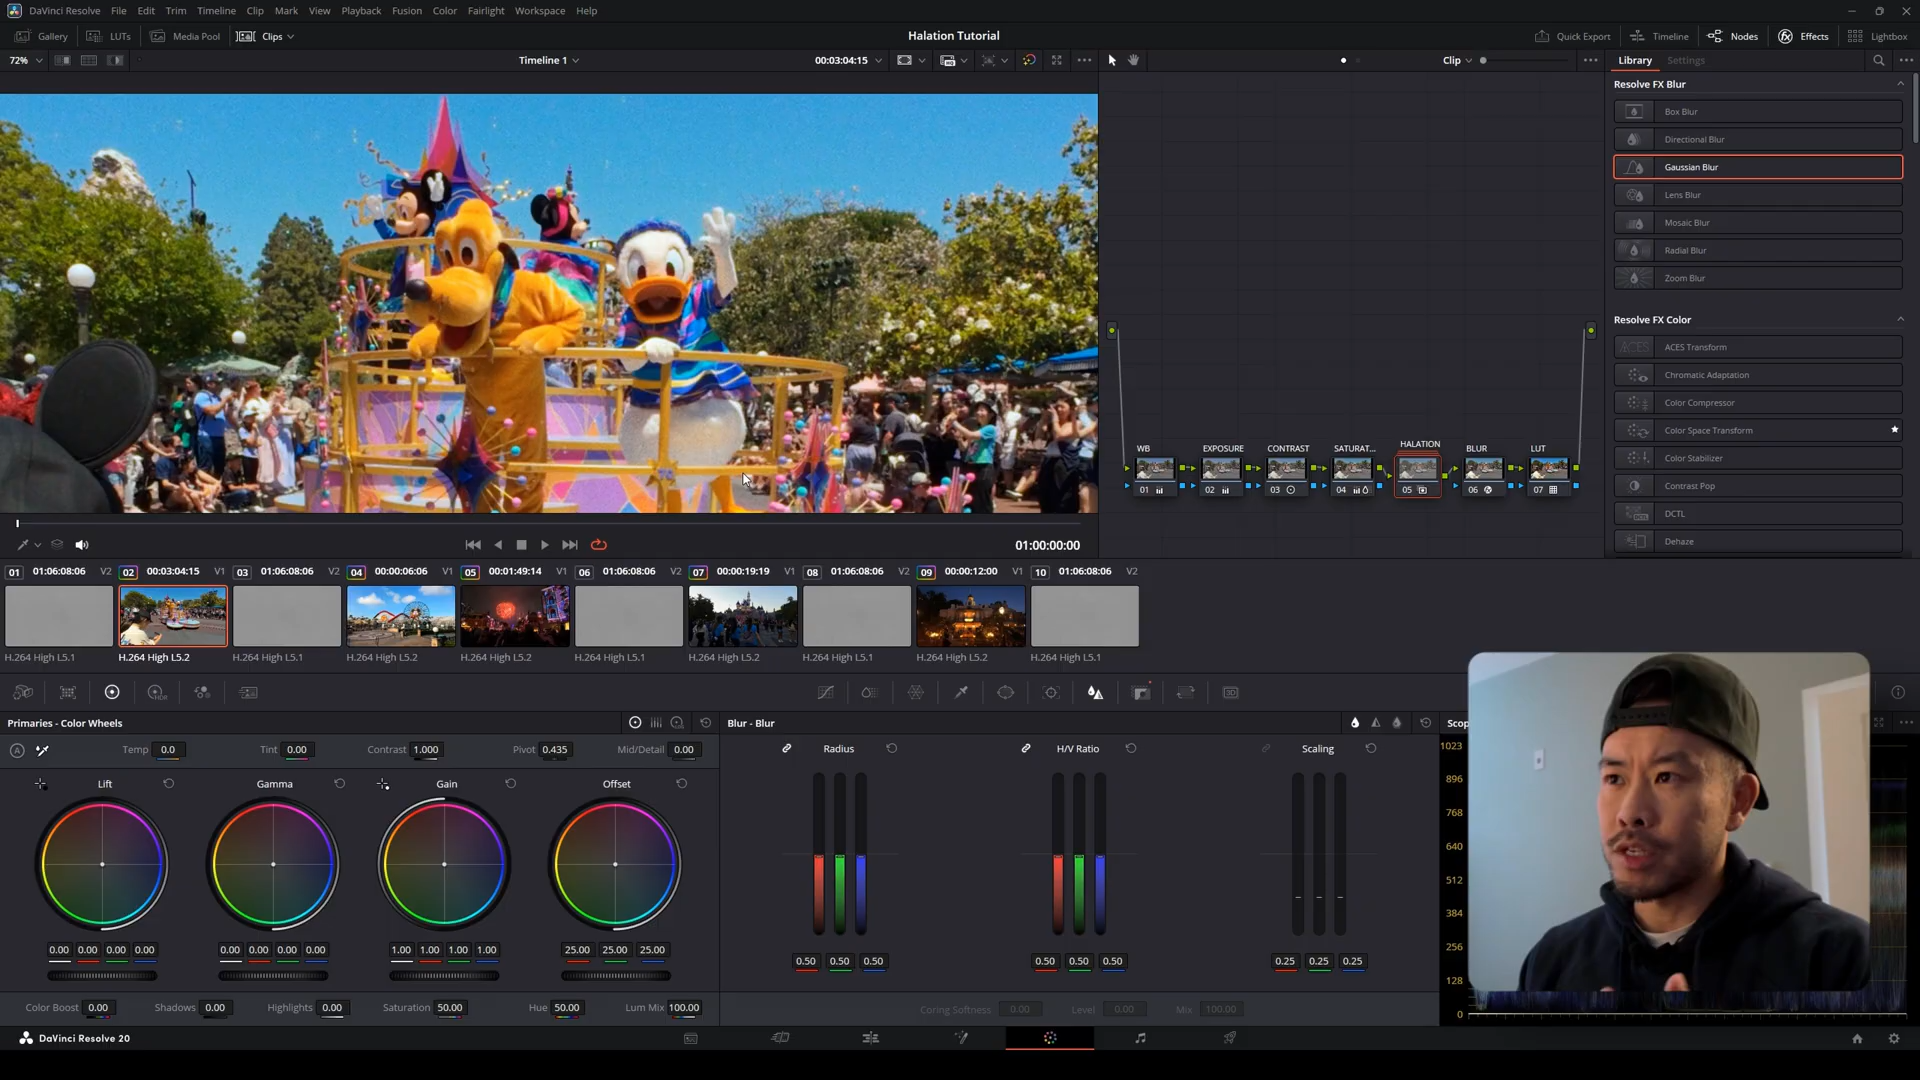 DaVinci Resolve File Edit Trim Timeline Clip Mark View Playback Fusion Color Fairlight Workspace Help
Gallery LUTs Media Pool Clips Halation Tutorial Quick Export Timeline Nodes Effects Lightbox
72% Timeline 1 00:03:04:15 Clip Library Settings
Resolve FX Blur
Box Blur
Directional Blur
Gaussian Blur
Lens Blur
Mosaic Blur
Radial Blur
Zoom Blur
Resolve FX Color
ACES Transform
Chromatic Adaptation
Color Compressor
Color Space Transform
Color Stabilizer
Contrast Pop
DCTL
Dehaze
WB EXPOSURE CONTRAST SATURAT... HALATION BLUR LUT
01 02 03 04 05 06 07
01:00:00:00
01 01:06:08:06 V2 02 00:03:04:15 V1 03 01:06:08:06 V2 04 00:00:06:06 V1 05 00:01:49:14 V1 06 01:06:08:06 V2 07 00:00:19:19 V1 08 01:06:08:06 V2 09 00:00:12:00 V1 10 01:06:08:06 V2
H.264 High L5.1 H.264 High L5.2 H.264 High L5.1 H.264 High L5.2 H.264 High L5.2 H.264 High L5.1 H.264 High L5.2 H.264 High L5.1 H.264 High L5.2 H.264 High L5.1
Primaries - Color Wheels Blur - Blur
Temp 0.0 Tint 0.00 Contrast 1.000 Pivot 0.435 Mid/Detail 0.00
Radius H/V Ratio Scaling
Lift Gamma Gain Offset
0.00 0.00 0.00 0.00 0.00 0.00 0.00 0.00 1.00 1.00 1.00 1.00 25.00 25.00 25.00
0.50 0.50 0.50 0.50 0.50 0.50 0.25 0.25 0.25
Color Boost 0.00 Shadows 0.00 Highlights 0.00 Saturation 50.00 Hue 50.00 Lum Mix 100.00
Coring Softness 0.00 Level 0.00 Mix 100.00
1023
896
768
640
512
384
256
128
0
DaVinci Resolve 20